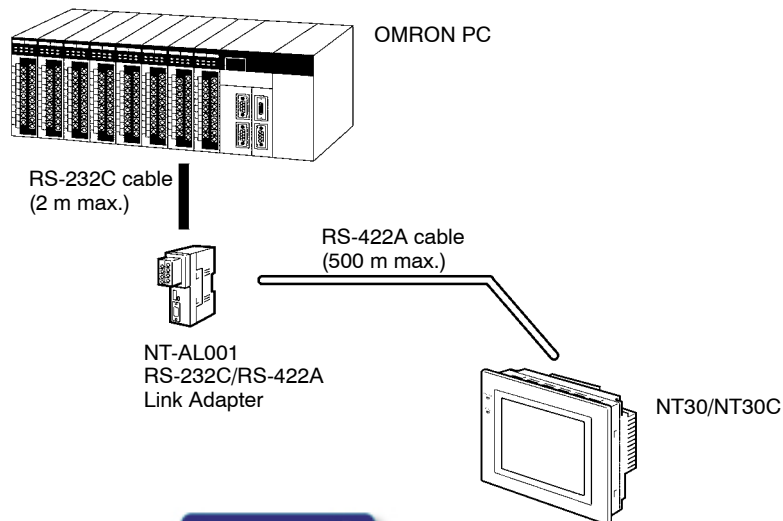 OMRON PC
RS-232C cable
(2 m max.)
RS-422A cable
(500 m max.)
NT-AL001
RS-232C/RS-422A
Link Adapter
NT30/NT30C